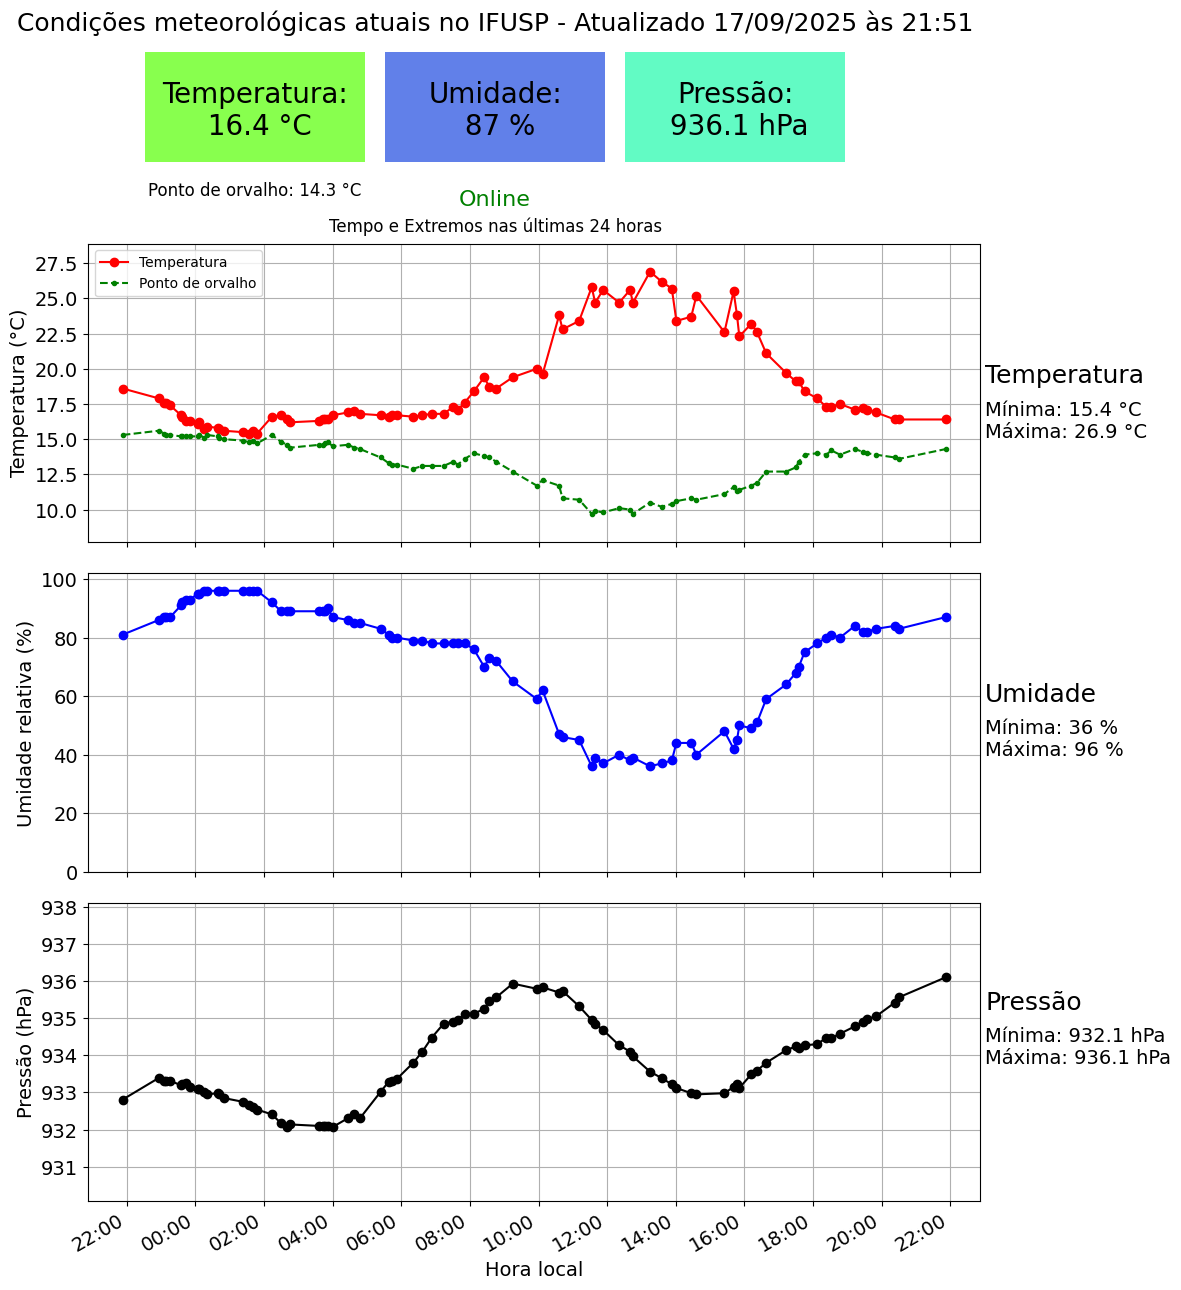 Condições meteorológicas atuais no IFUSP - Atualizado 17/09/2025 às 21:51
Temperatura:
16.4 °C
Umidade:
87 %
Pressão:
936.1 hPa
Ponto de orvalho: 14.3 °C
Online
Tempo e Extremos nas últimas 24 horas
Temperatura (°C)
27.5
25.0
22.5
20.0
17.5
15.0
12.5
10.0
Temperatura
Ponto de orvalho
Temperatura
Mínima: 15.4 °C
Máxima: 26.9 °C
Umidade relativa (%)
100
80
60
40
20
0
Umidade
Mínima: 36 %
Máxima: 96 %
Pressão (hPa)
938
937
936
935
934
933
932
931
Pressão
Mínima: 932.1 hPa
Máxima: 936.1 hPa
22:00 00:00 02:00 04:00 06:00 08:00 10:00 12:00 14:00 16:00 18:00 20:00 22:00
Hora local